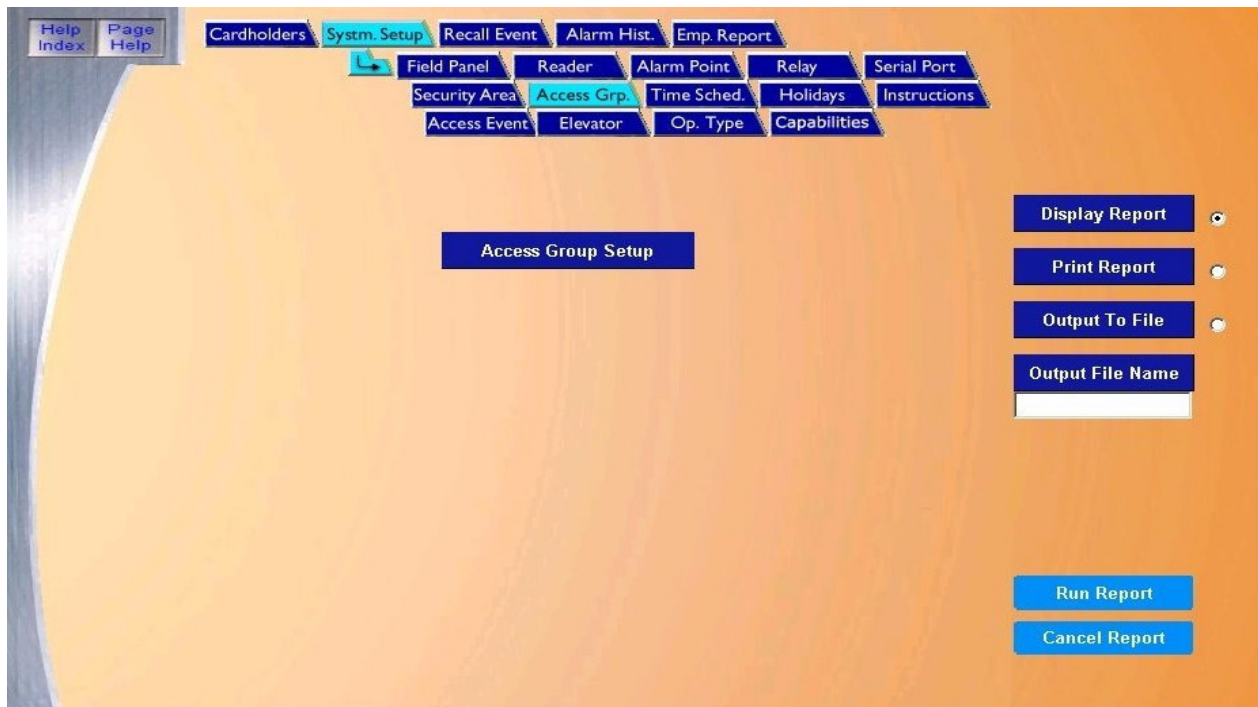 Help Index
Page Help
Cardholders Systm. Setup Recall Event Alarm Hist. Emp. Report
Field Panel Reader Alarm Point Relay Serial Port
Security Area Access Grp. Time Sched. Holidays Instructions
Access Event Elevator Op. Type Capabilities
Access Group Setup
Display Report
Print Report
Output To File
Output File Name
Run Report
Cancel Report